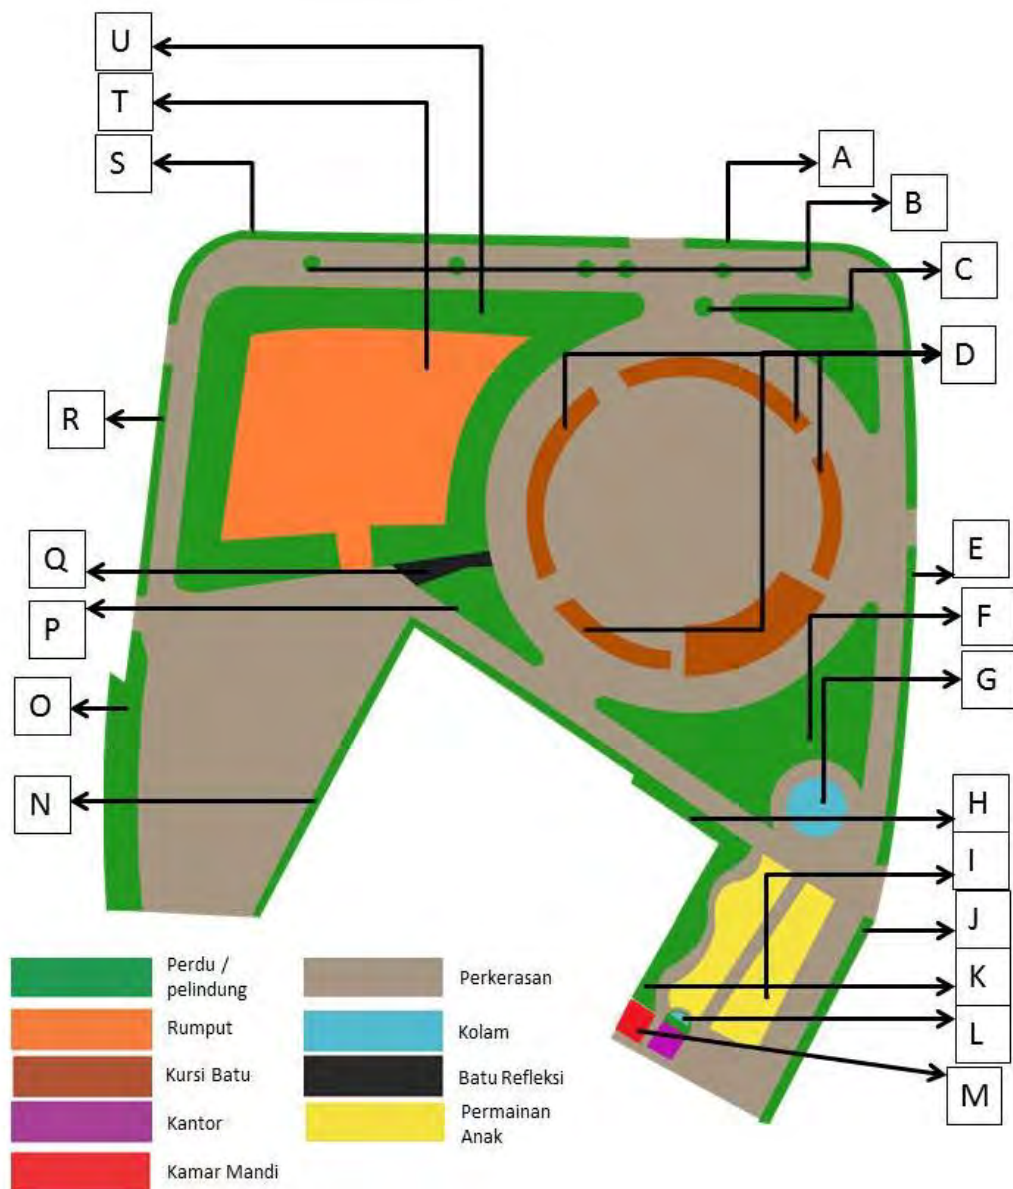 U
T
S
A
B
C
D
R
Q
E
P
F
O
G
N
H
I
J
K
L
M
Perdu /
pelindung
Rumput
Kursi Batu
Kantor
Kamar Mandi
Perkerasan
Kolam
Batu Refleksi
Permainan
Anak